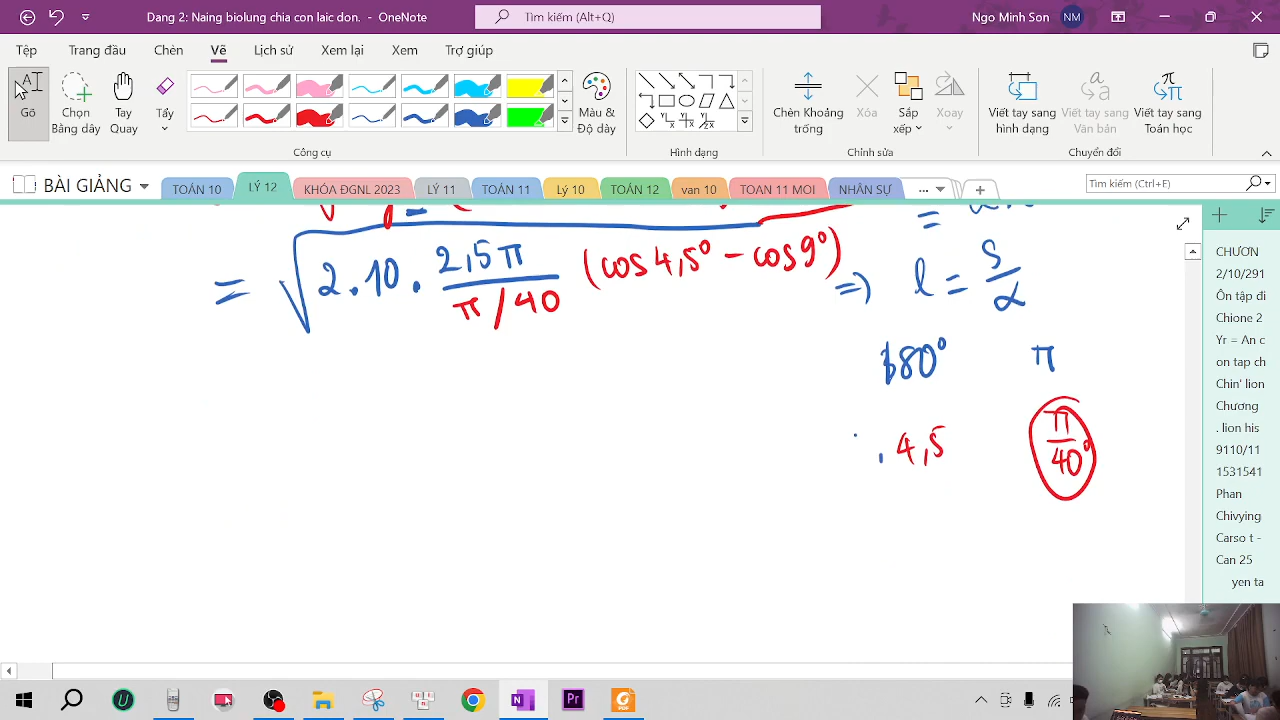 Dang 2: Naing biolung chia con laic don. - OneNote
Tìm kiếm (Alt+Q)
Ngo Minh Son NM
Tệp Trang đầu Chèn Vẽ Lịch sử Xem lại Xem Trợ giúp
Gõ
Chọn Bằng dây
Tay Quay
Tẩy
Màu & Độ dày
Chèn Khoảng trống
Xóa
Sắp xếp
Xoay
Viết tay sang hình dạng
Viết tay sang Văn bản
Viết tay sang Toán học
Công cụ Hình dạng Chỉnh sửa Chuyển đổi
BÀI GIẢNG TOÁN 10 LÝ 12 KHÓA ĐGNL 2023 LÝ 11 TOÁN 11 Lý 10 TOÁN 12 van 10 TOAN 11 MOI NHÂN SỰ ... Tìm kiếm (Ctrl+E)
= √2.10. 2,5π / π/40 (cos4,5° - cos9°) => l = s/α
180° π
4,5 π/40
CHƯƠN
2/10/291
Ôn tập đi
Chione 2
Yr = An c
on tap ch
Chin' lion
Chương
. lion his
9110/11
1531541
Phan
Chivying
Carso t -
Can 25
yen ta